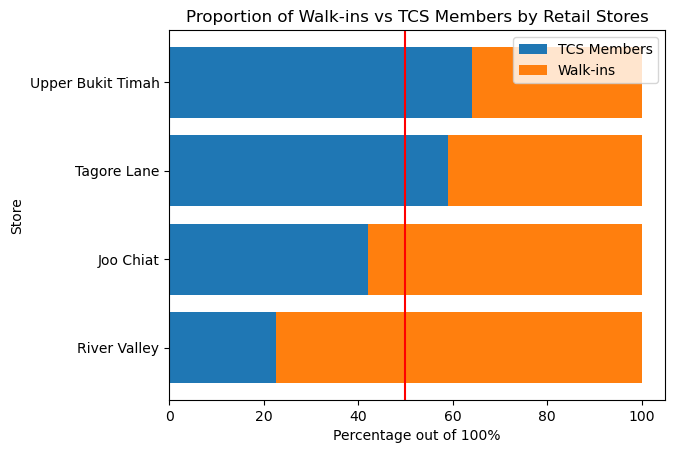 Proportion of Walk-ins vs TCS Members by Retail Stores
TCS Members
Walk-ins
Upper Bukit Timah
Tagore Lane
Joo Chiat
River Valley
Store
0 20 40 60 80 100
Percentage out of 100%